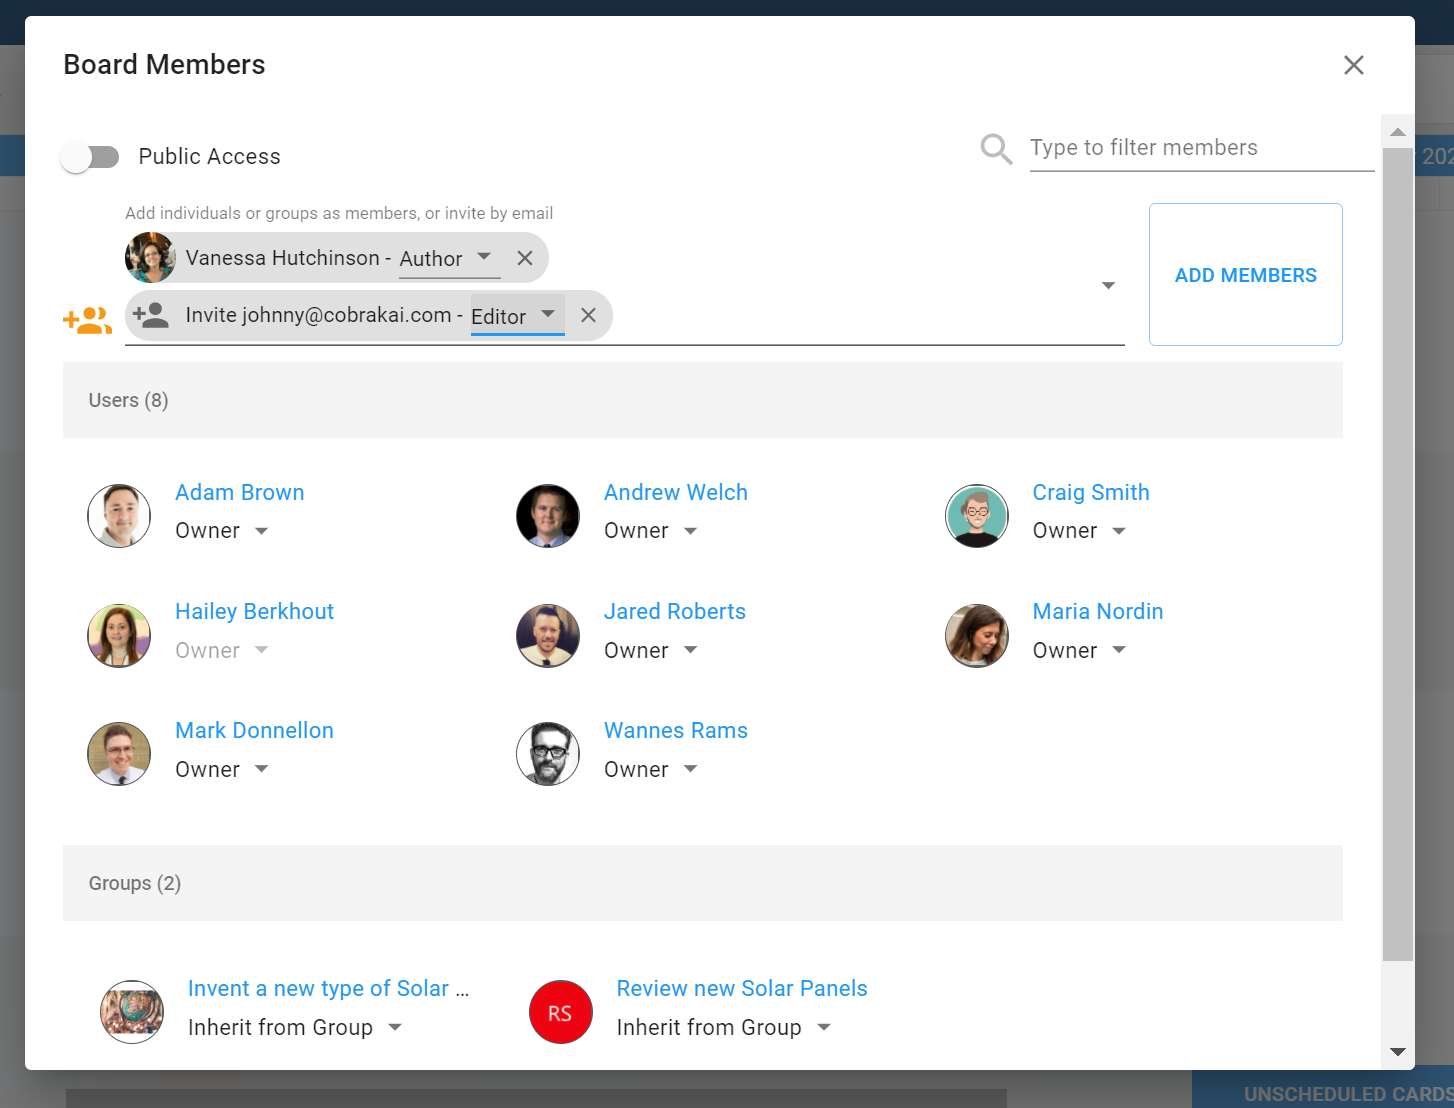 Board Members
Public Access
Type to filter members
Add individuals or groups as members, or invite by email
Vanessa Hutchinson - Author
Invite johnny@cobrakai.com - Editor
ADD MEMBERS
Users (8)
Adam Brown
Owner
Andrew Welch
Owner
Craig Smith
Owner
Hailey Berkhout
Owner
Jared Roberts
Owner
Maria Nordin
Owner
Mark Donnellon
Owner
Wannes Rams
Owner
Groups (2)
Invent a new type of Solar ...
Inherit from Group
RS
Review new Solar Panels
Inherit from Group
UNSCHEDULED CARDS